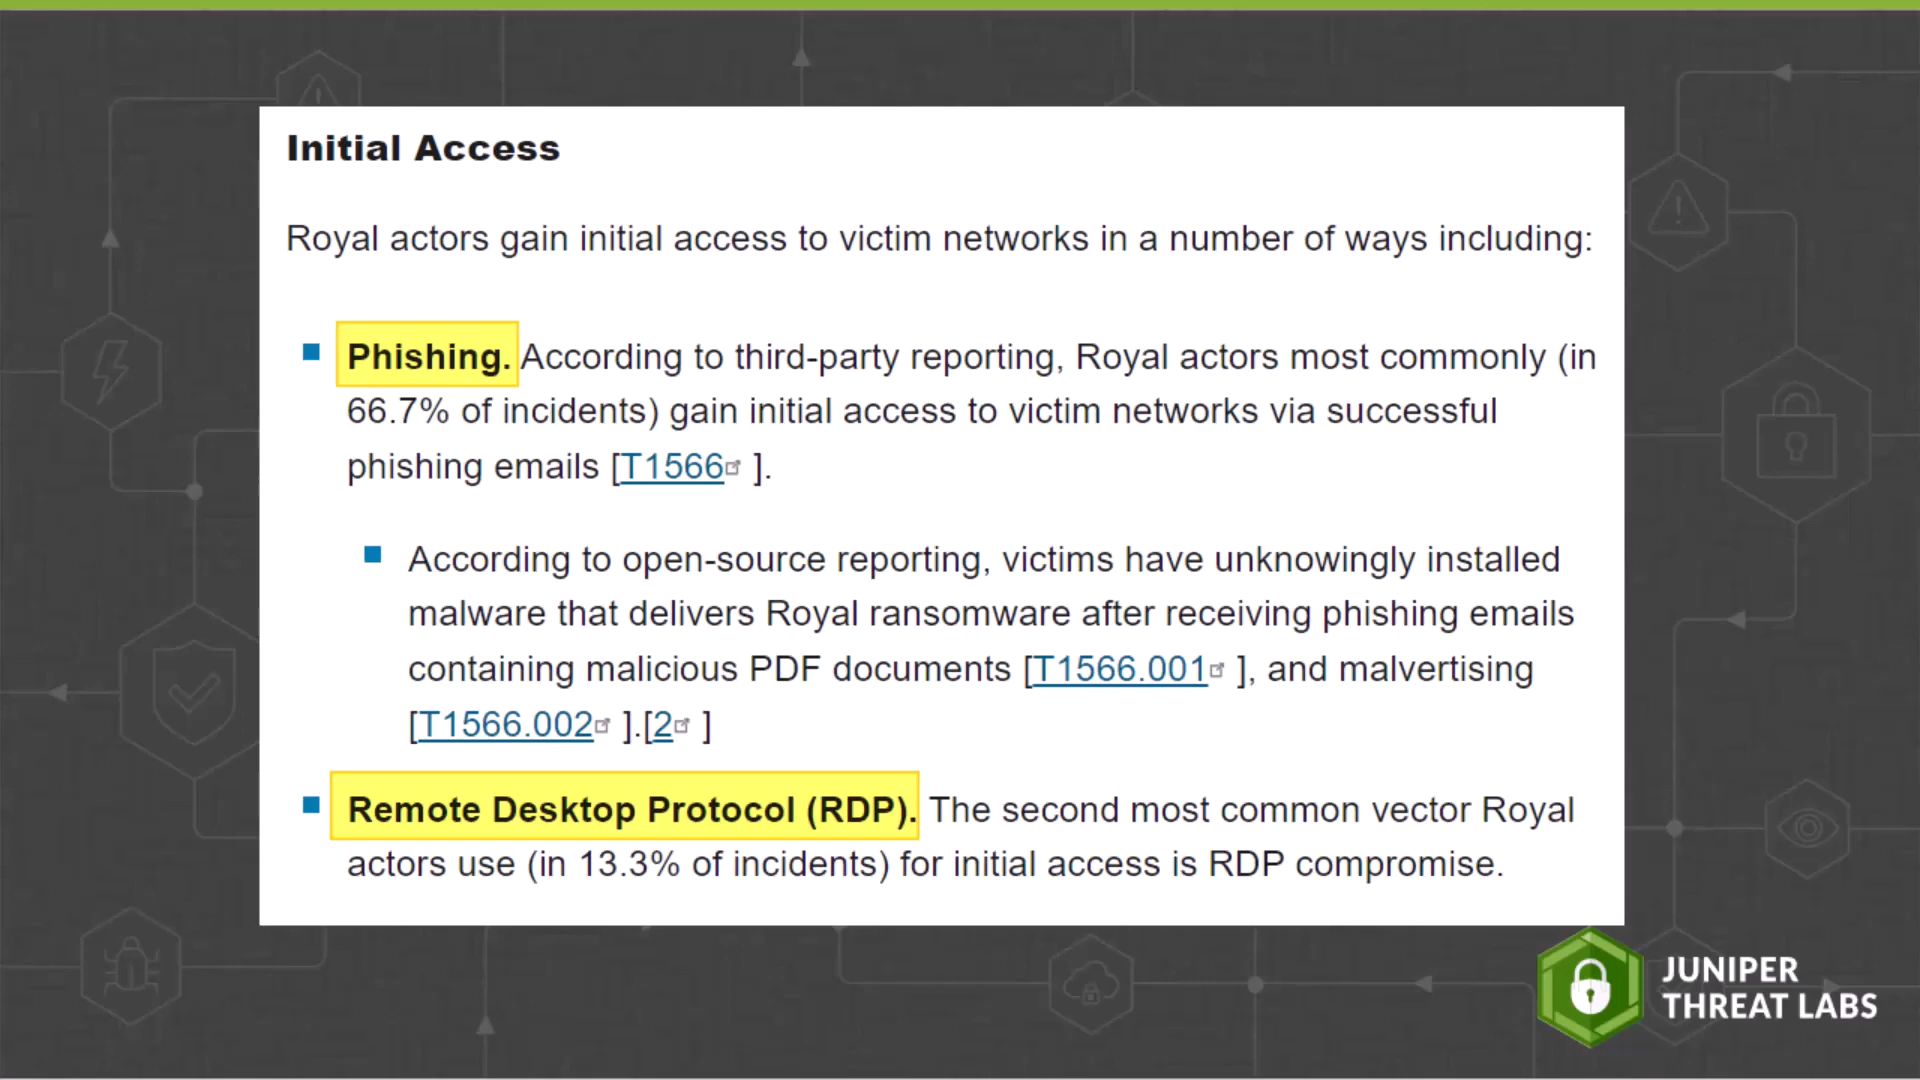 Initial Access
Royal actors gain initial access to victim networks in a number of ways including:
Phishing. According to third-party reporting, Royal actors most commonly (in
66.7% of incidents) gain initial access to victim networks via successful
phishing emails [T1566 ].
According to open-source reporting, victims have unknowingly installed
malware that delivers Royal ransomware after receiving phishing emails
containing malicious PDF documents [T1566.001 ], and malvertising
[T1566.002 ].[2 ]
Remote Desktop Protocol (RDP). The second most common vector Royal
actors use (in 13.3% of incidents) for initial access is RDP compromise.
JUNIPER
THREAT LABS